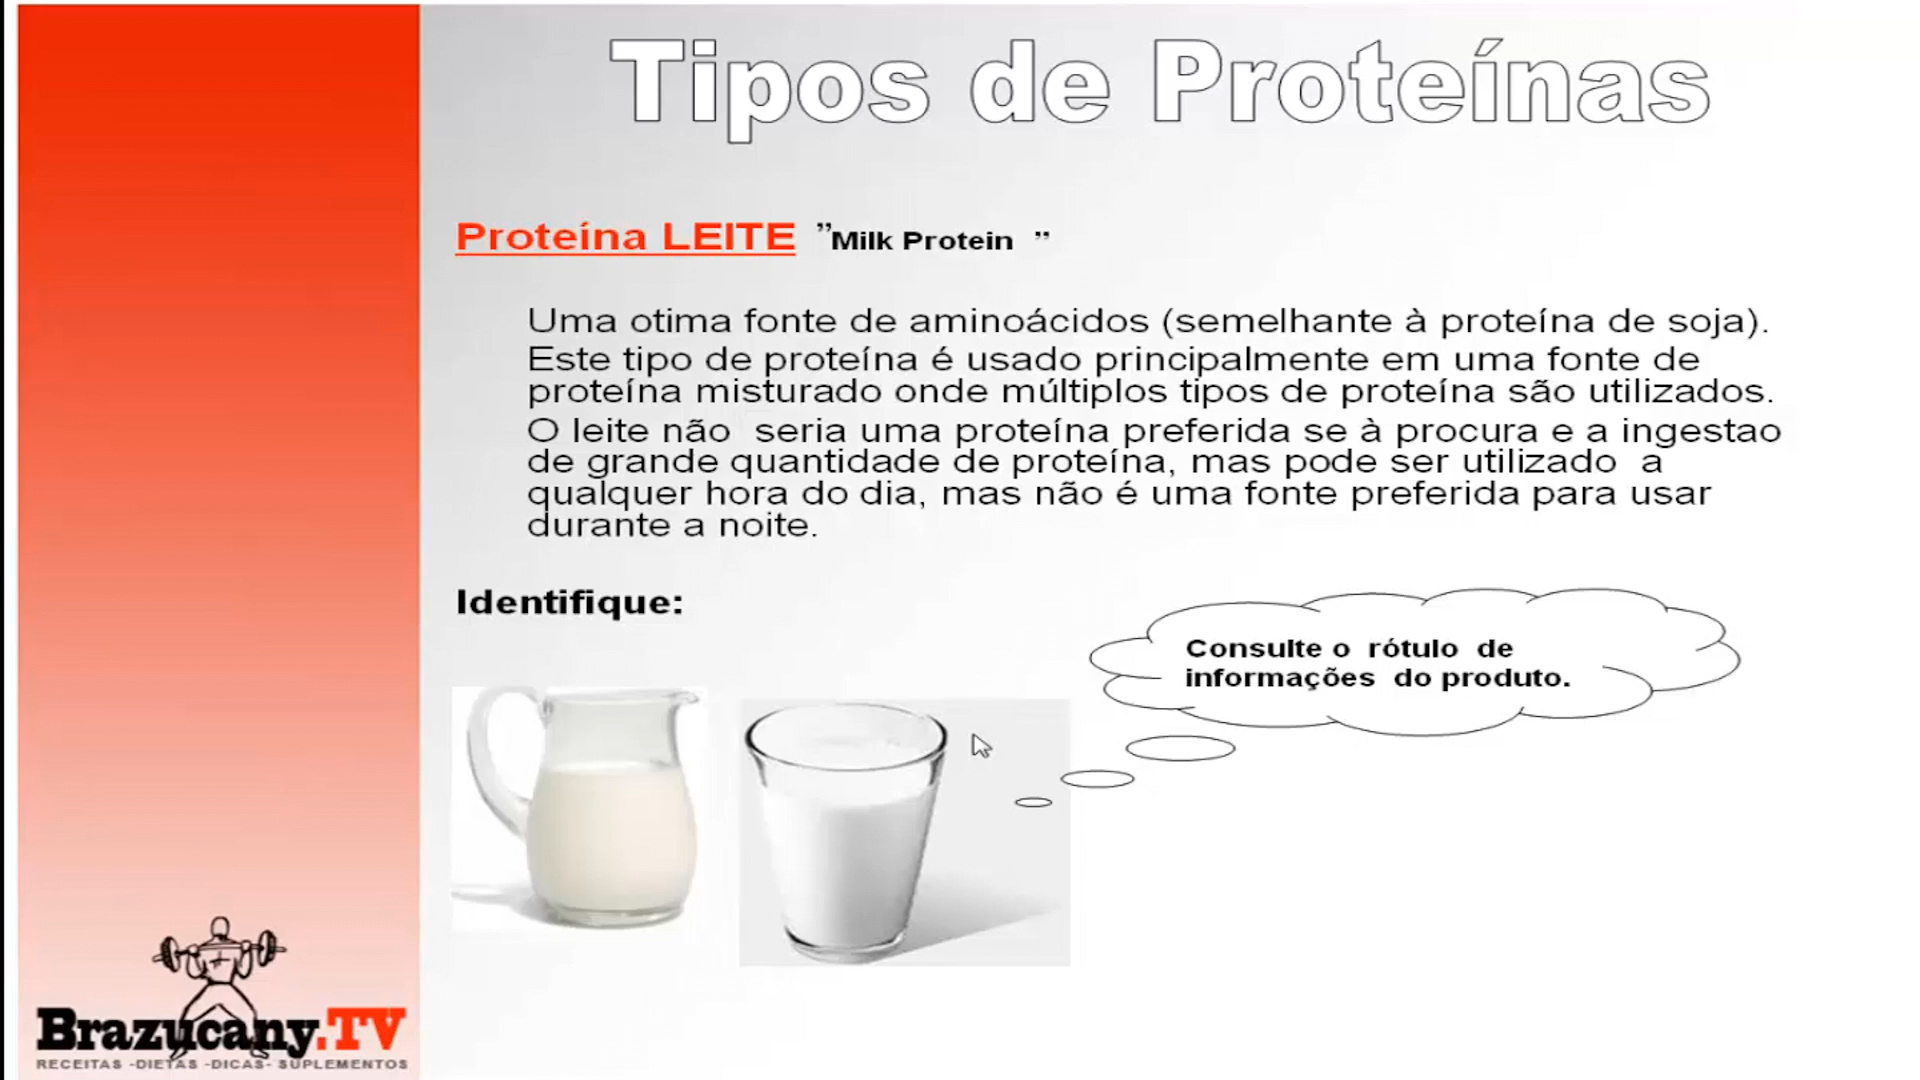 Tipos de Proteínas
Proteína LEITE ”Milk Protein ”
Uma otima fonte de aminoácidos (semelhante à proteína de soja).
Este tipo de proteína é usado principalmente em uma fonte de
proteína misturado onde múltiplos tipos de proteína são utilizados.
O leite não seria uma proteína preferida se à procura e a ingestao
de grande quantidade de proteína, mas pode ser utilizado a
qualquer hora do dia, mas não é uma fonte preferida para usar
durante a noite.
Identifique:
Consulte o rótulo de
informações do produto.
Brazucany.TV
RECEITAS -DIETAS -DICAS- SUPLEMENTOS